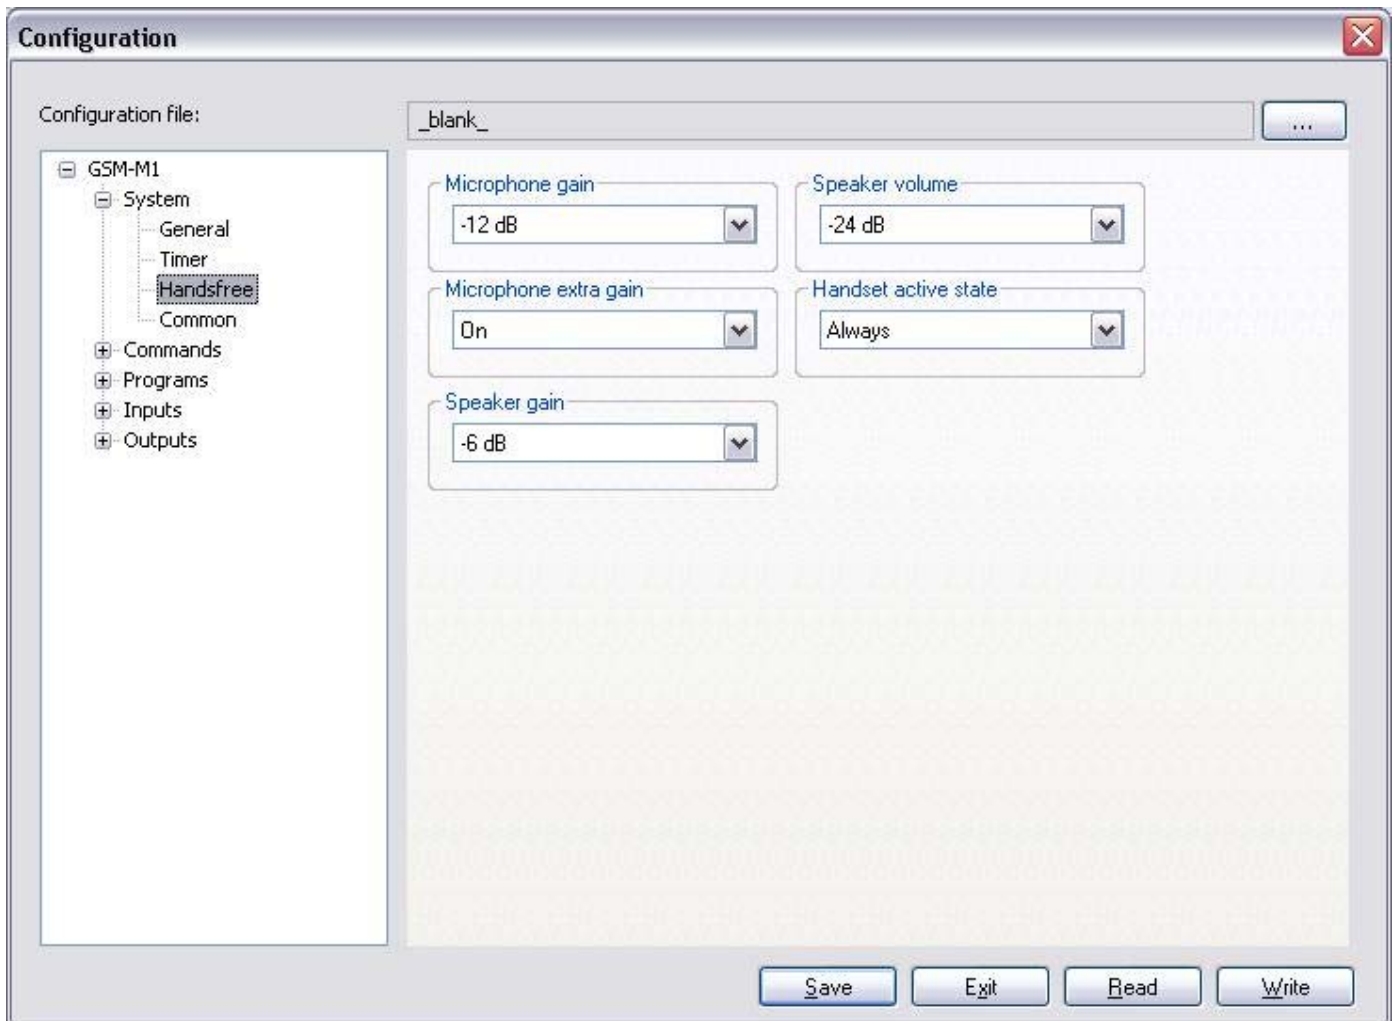 Configuration
Configuration file:
_blank_
...
GSM-M1
System
General
Timer
Handsfree
Common
Commands
Programs
Inputs
Outputs
Microphone gain
-12 dB
Speaker volume
-24 dB
Microphone extra gain
On
Handset active state
Always
Speaker gain
-6 dB
Save
Exit
Read
Write